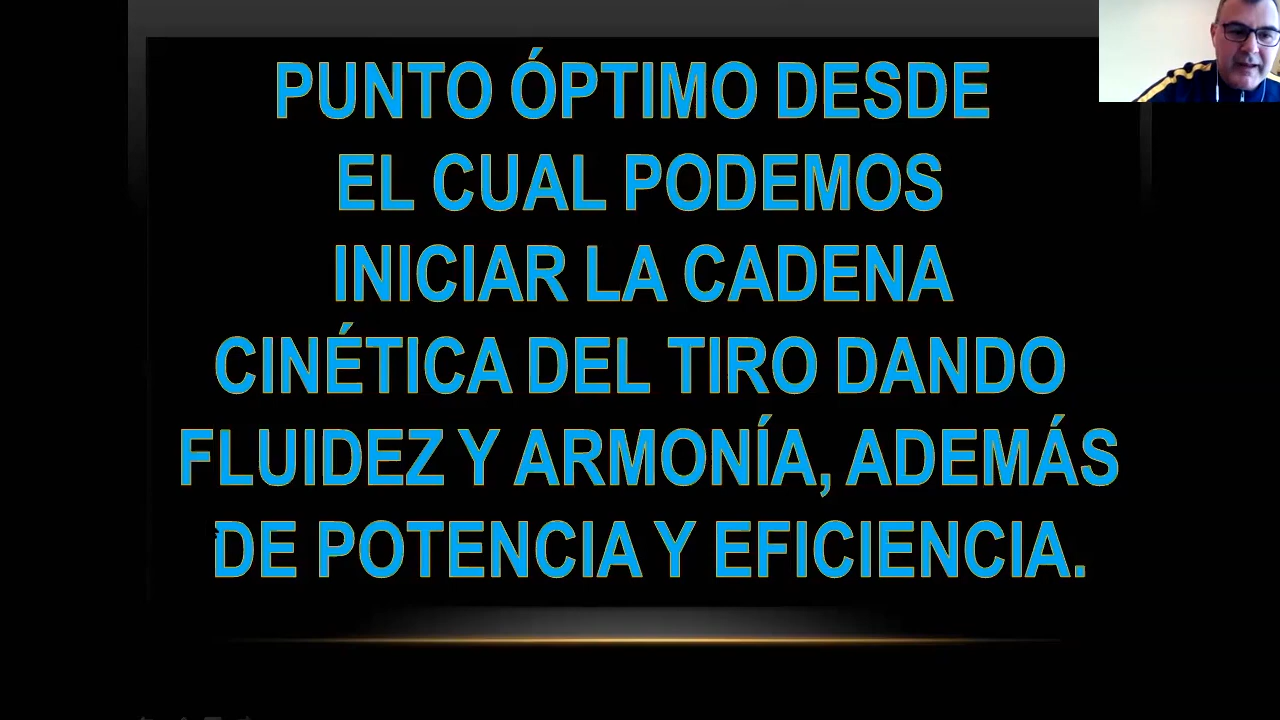 PUNTO ÓPTIMO DESDE
EL CUAL PODEMOS
INICIAR LA CADENA
CINÉTICA DEL TIRO DANDO
FLUIDEZ Y ARMONÍA, ADEMÁS
DE POTENCIA Y EFICIENCIA.